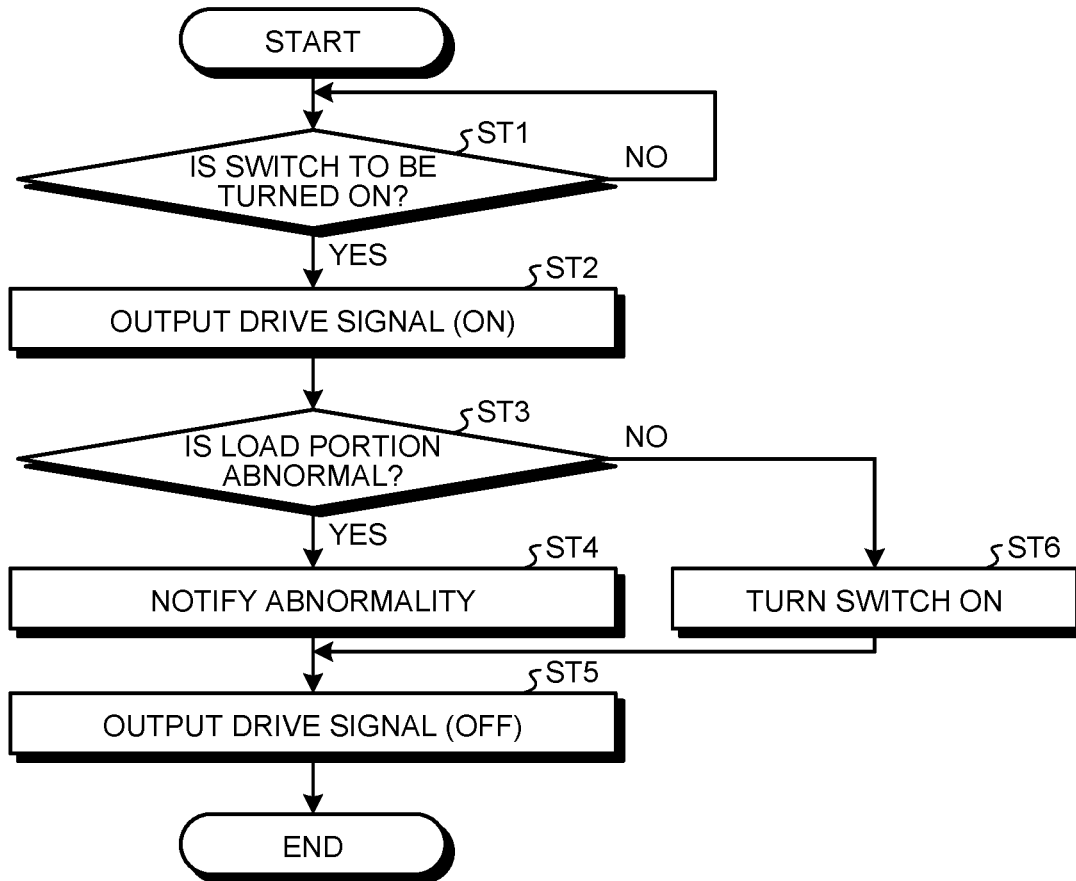 START
ST1
IS SWITCH TO BE
TURNED ON?
NO
YES
ST2
OUTPUT DRIVE SIGNAL (ON)
ST3
IS LOAD PORTION
ABNORMAL?
NO
YES
ST4
NOTIFY ABNORMALITY
ST6
TURN SWITCH ON
ST5
OUTPUT DRIVE SIGNAL (OFF)
END